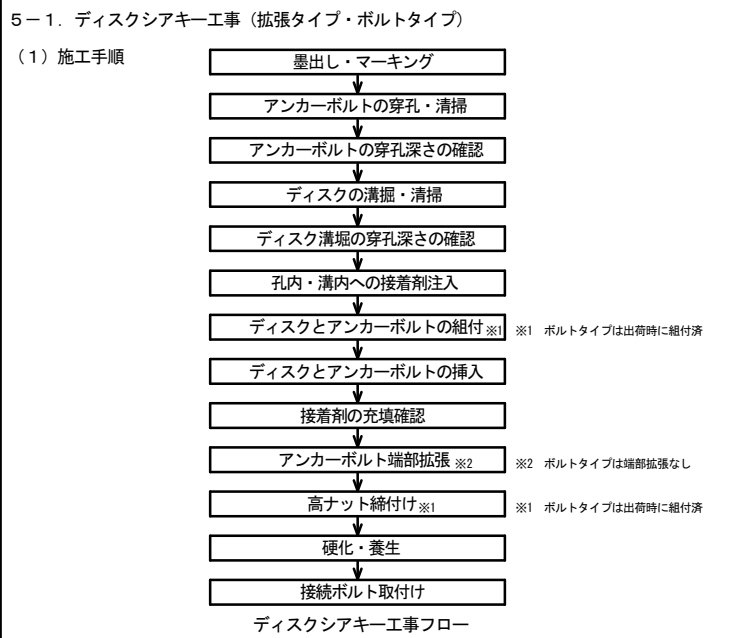 5-1. ディスクシアキー工事（拡張タイプ・ボルトタイプ）
（1）施工手順
墨出し・マーキング
アンカーボルトの穿孔・清掃
アンカーボルトの穿孔深さの確認
ディスクの溝掘・清掃
ディスク溝堀の穿孔深さの確認
孔内・溝内への接着剤注入
ディスクとアンカーボルトの組付※1 ※1 ボルトタイプは出荷時に組付済
ディスクとアンカーボルトの挿入
接着剤の充填確認
アンカーボルト端部拡張 ※2 ※2 ボルトタイプは端部拡張なし
高ナット締付け※1 ※1 ボルトタイプは出荷時に組付済
硬化・養生
接続ボルト取付け
ディスクシアキー工事フロー